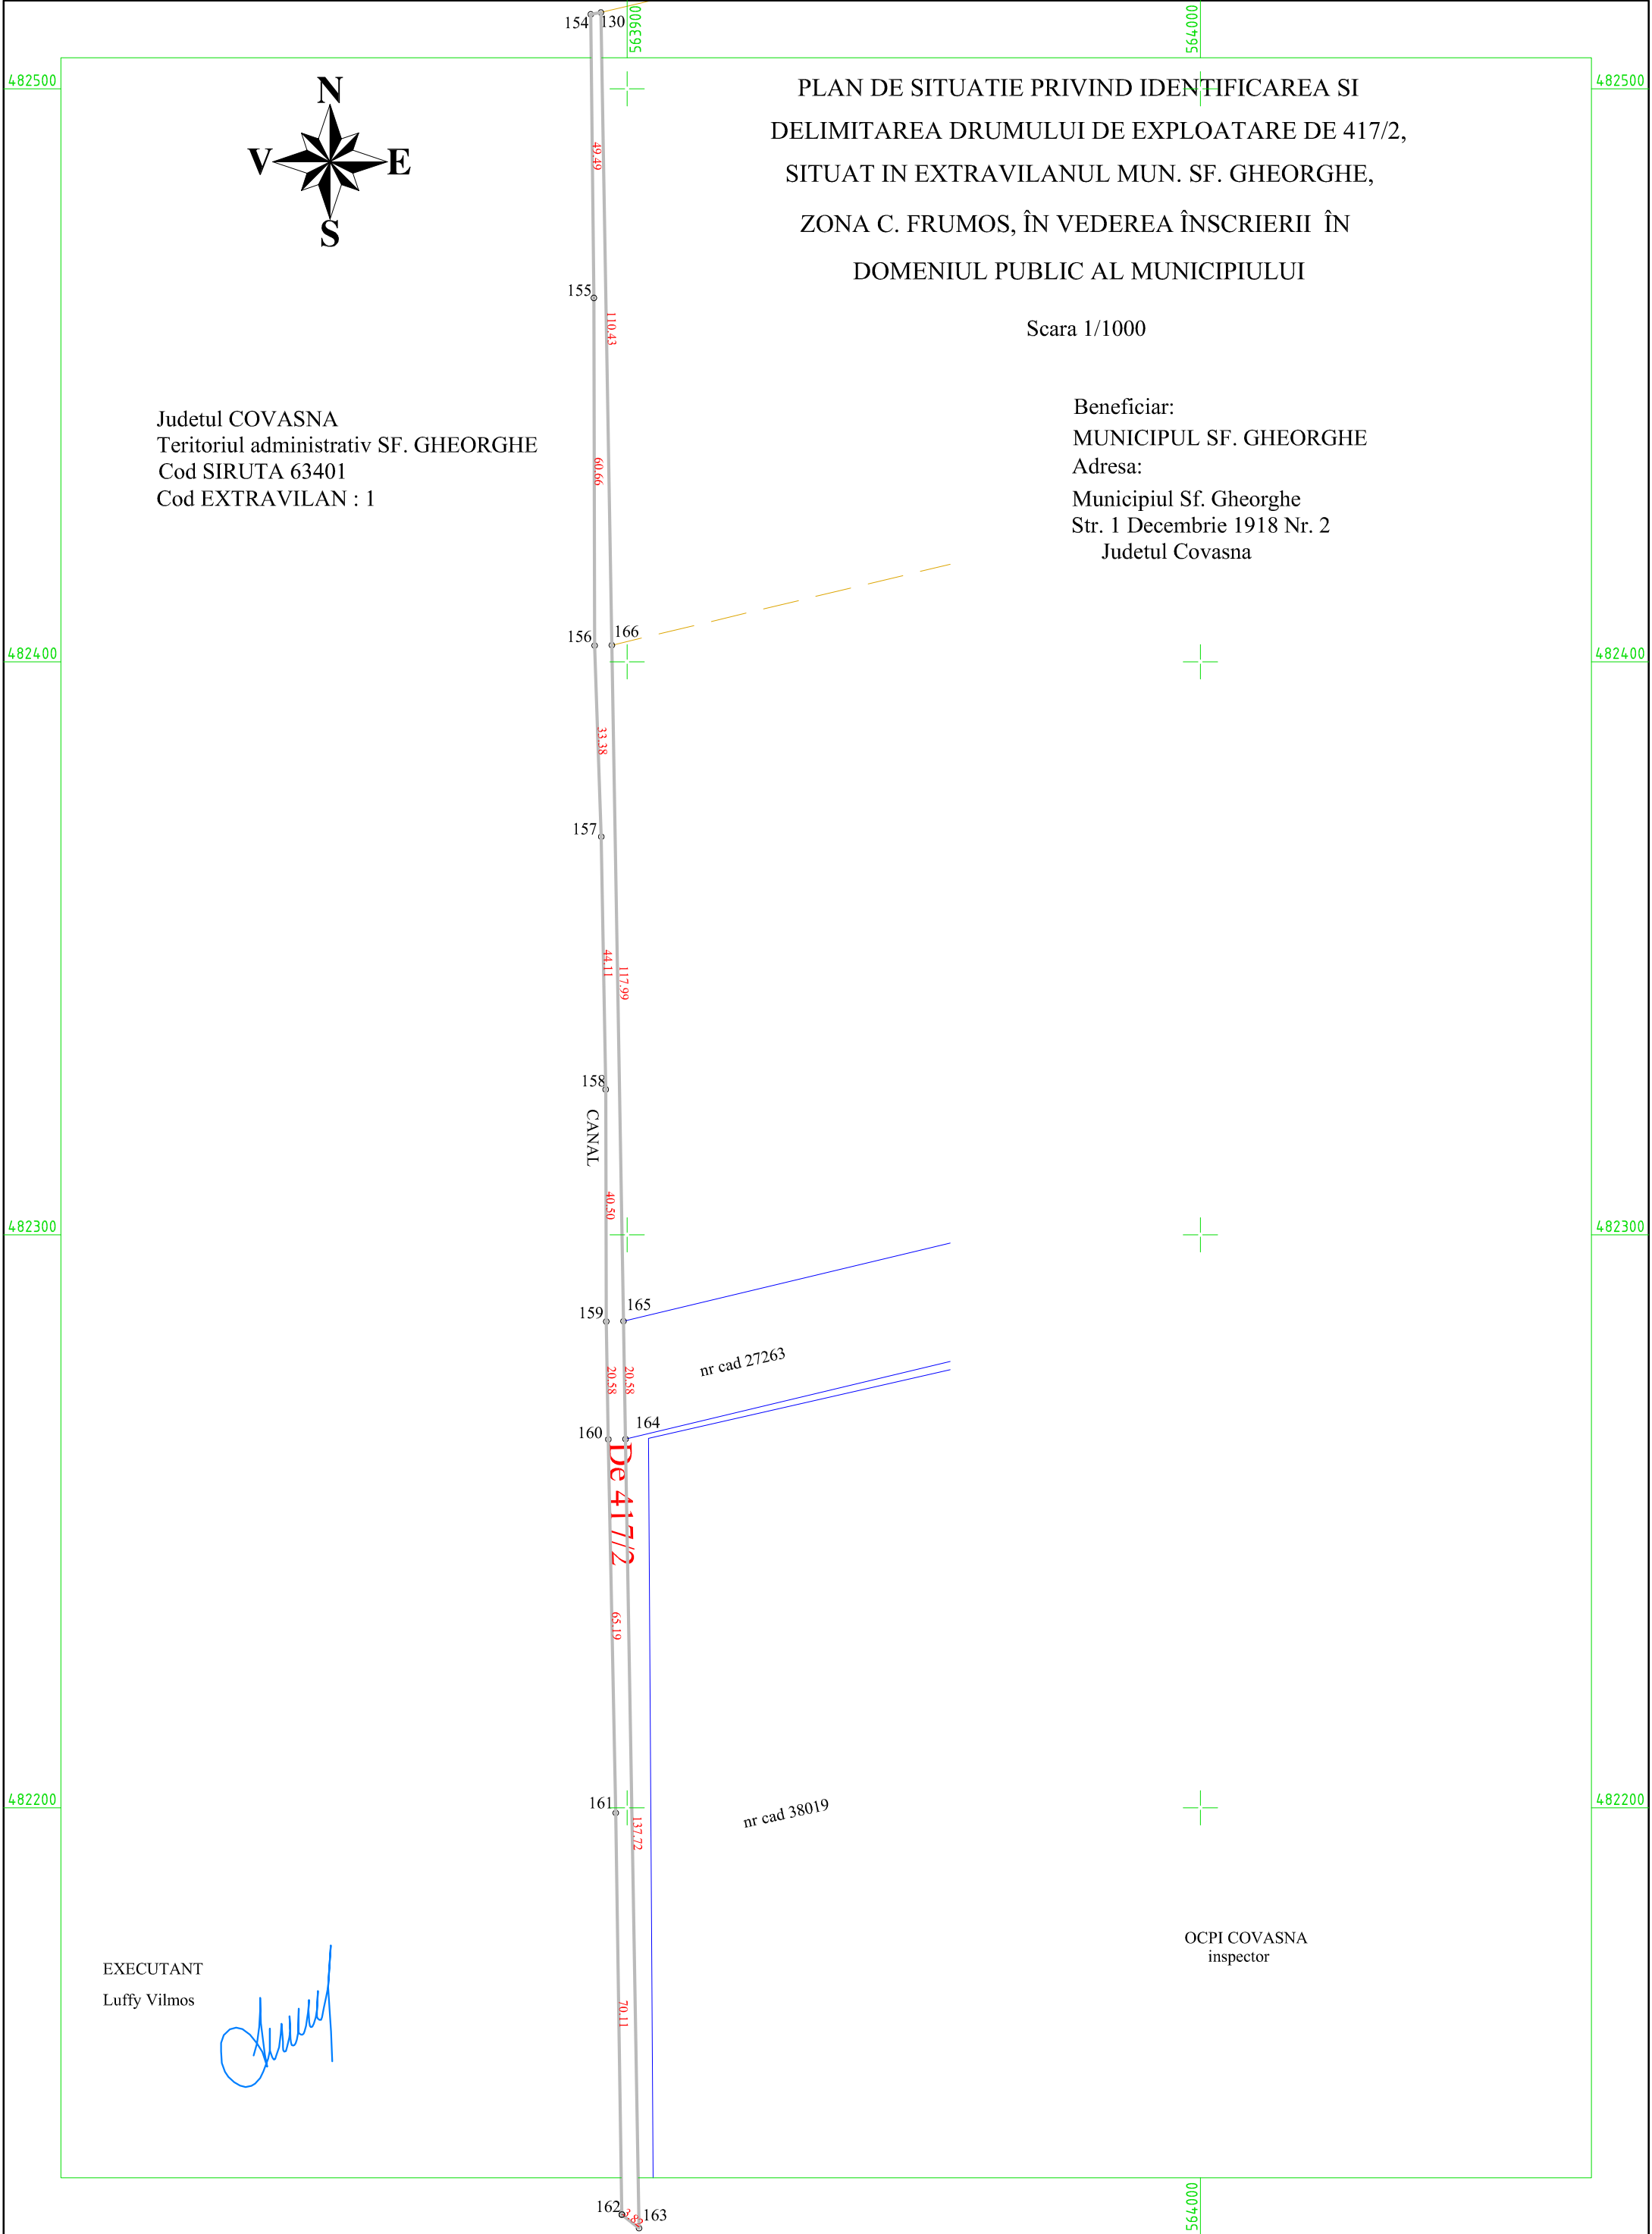 154
130
563900
564000
482500
482500
N
V
E
S
PLAN DE SITUATIE PRIVIND IDENTIFICAREA SI
DELIMITAREA DRUMULUI DE EXPLOATARE DE 417/2,
SITUAT IN EXTRAVILANUL MUN. SF. GHEORGHE,
ZONA C. FRUMOS, ÎN VEDEREA ÎNSCRIERII ÎN
DOMENIUL PUBLIC AL MUNICIPIULUI
Scara 1/1000
49.49
155
110.43
Judetul COVASNA
Teritoriul administrativ SF. GHEORGHE
Cod SIRUTA 63401
Cod EXTRAVILAN : 1
Beneficiar:
MUNICIPUL SF. GHEORGHE
Adresa:
Municipiul Sf. Gheorghe
Str. 1 Decembrie 1918 Nr. 2
Judetul Covasna
60.66
156
166
482400
482400
33.38
157
44.11
117.99
158
CANAL
40.50
482300
482300
159
165
nr cad 27263
20.58
20.58
160
164
De 417/2
65.19
161
482200
482200
137.72
nr cad 38019
OCPI COVASNA
inspector
EXECUTANT
Luffy Vilmos
70.11
162
3.82
163
564000